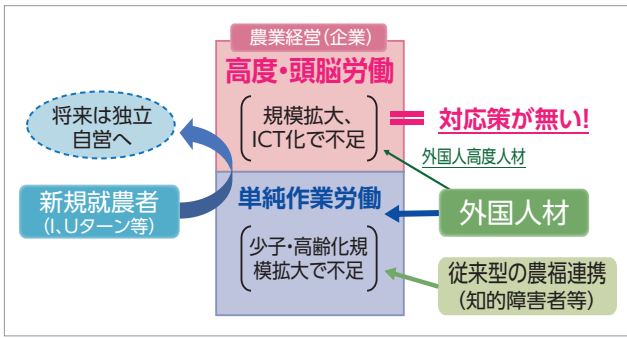 農業経営(企業)
高度・頭脳労働
規模拡大、
ICT化で不足
対応策が無い!
外国人高度人材
将来は独立
自営へ
新規就農者
(I、Uターン等)
単純作業労働
少子・高齢化規
模拡大で不足
外国人材
従来型の農福連携
(知的障害者等)